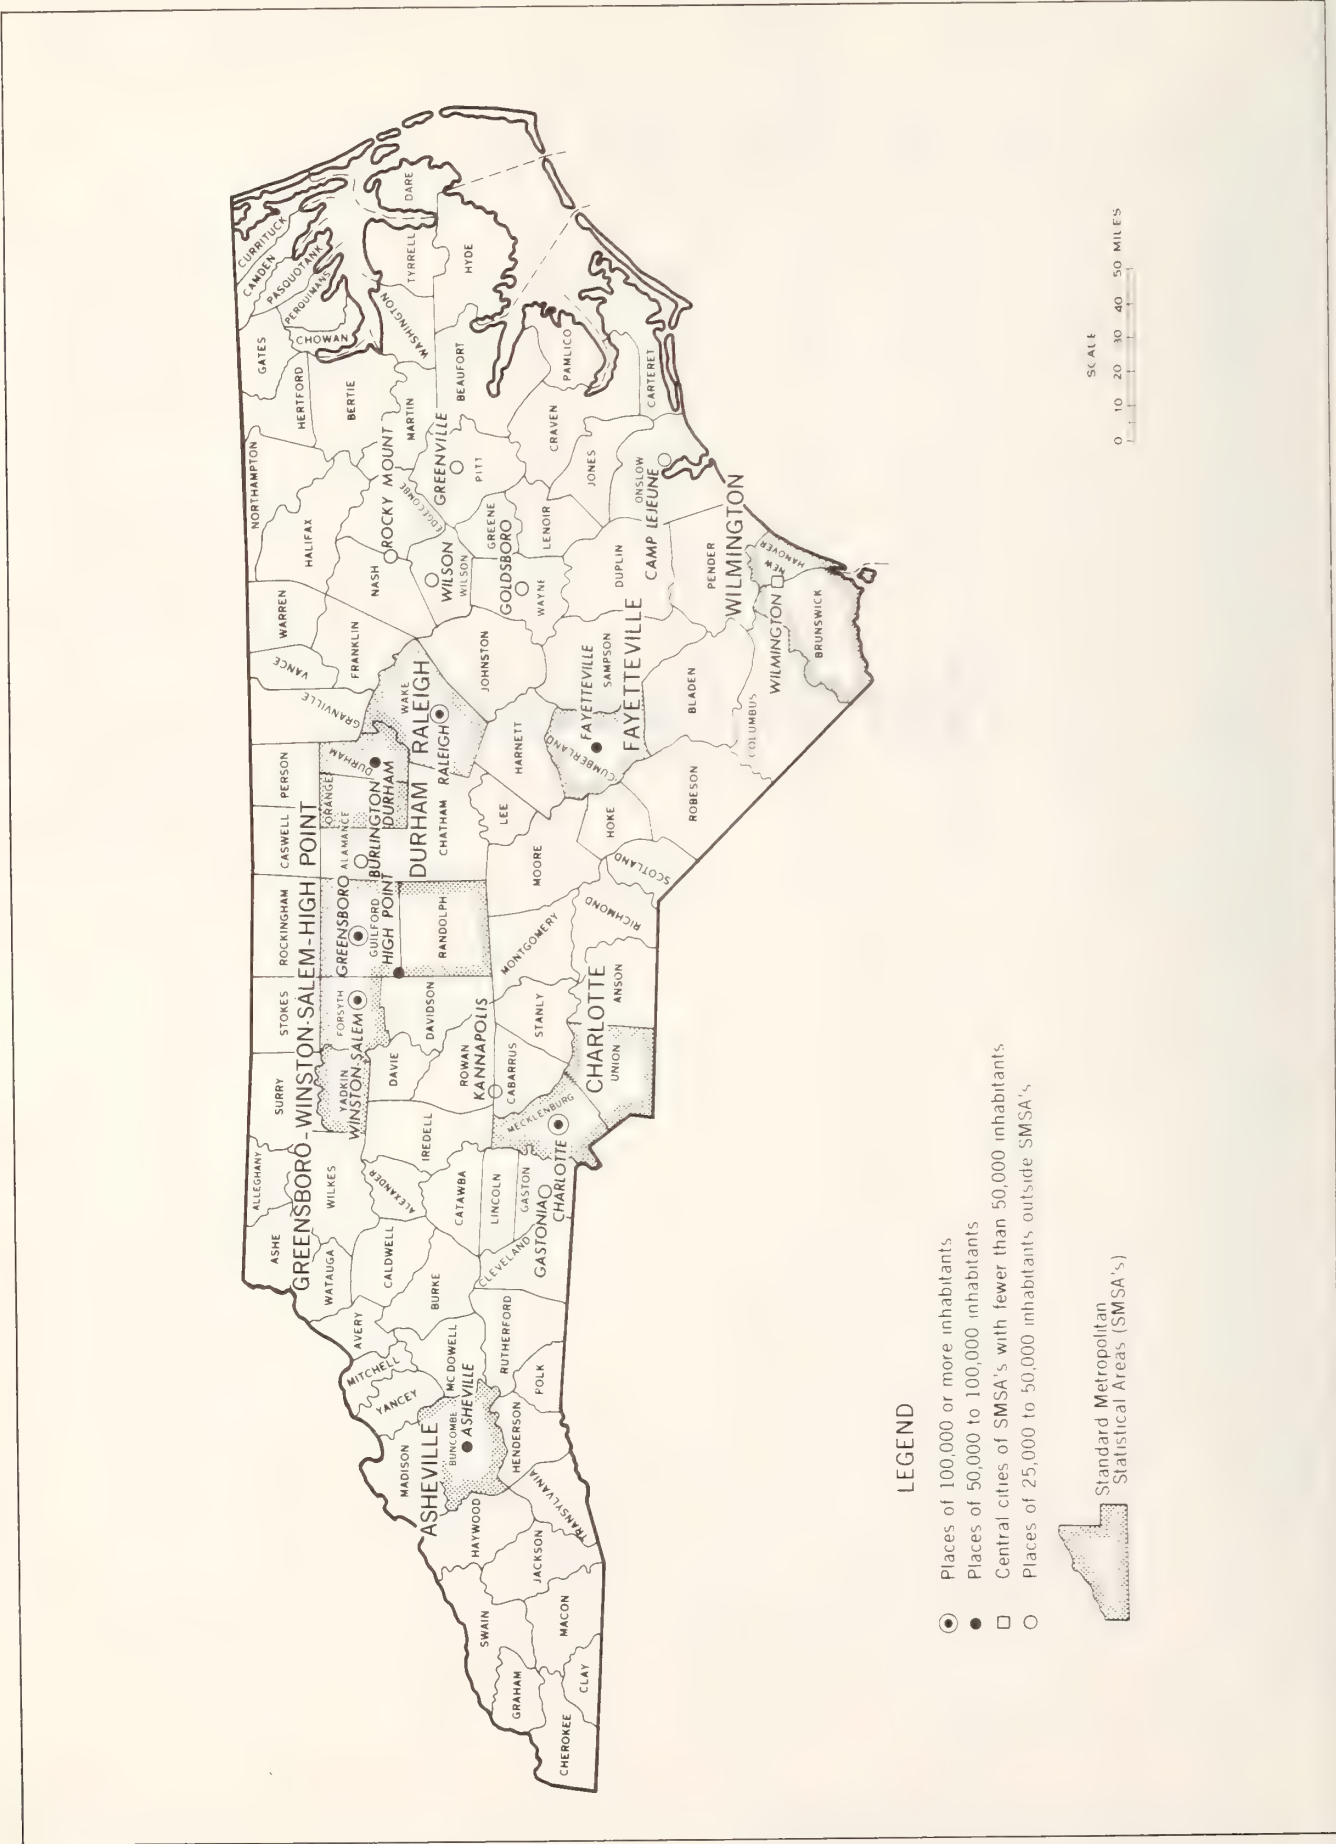 CHEROKEE
GRAHAM
CLAY
SWAIN
MACON
JACKSON
HAYWOOD
TRANSYLVANIA
MADISON
ASHEVILLE
BUNCOMBE
ASHEVILLE
HENDERSON
YANCEY
MITCHELL
MC DOWELL
RUTHERFORD
POLK
AVERY
WATAUGA
ASHE
ALLEGHANY
CALDWELL
BURKE
CLEVELAND
WILKES
ALEXANDER
CATAWBA
LINCOLN
GASTON
GASTONIA
CHARLOTTE
SURRY
YADKIN
IREDELL
DAVIE
ROWAN
KANNAPOLIS
CABARRUS
MECKLENBURG
CHARLOTTE
UNION
STANLY
ANSON
STOKES
FORSYTH
WINSTON-SALEM
GREENSBORO-WINSTON-SALEM-HIGH POINT
DAVIDSON
ROCKINGHAM
GREENSBORO
GUILFORD
HIGH POINT
RANDOLPH
MONTGOMERY
RICHMOND
CASWELL
ALAMANCE
BURLINGTON
CHATHAM
MOORE
SCOTLAND
HOKE
LEE
PERSON
ORANGE
DURHAM
DURHAM
DURHAM
GRANVILLE
VANCE
WAKE
RALEIGH
RALEIGH
HARNETT
CUMBERLAND
FAYETTEVILLE
FAYETTEVILLE
ROBESON
WARREN
FRANKLIN
JOHNSTON
SAMPSON
BLADEN
COLUMBUS
NORTHAMPTON
HALIFAX
NASH
ROCKY MOUNT
EDGECOMBE
WILSON
WILSON
GREENE
GOLDSBORO
WAYNE
LENOIR
DUPLIN
PENDER
WILMINGTON
WILMINGTON
NEW
HANOVER
BRUNSWICK
GATES
HERTFORD
BERTIE
MARTIN
GREENVILLE
PITT
CRAVEN
JONES
ONSLOW
CAMP LEJEUNE
CURRITUCK
CAMDEN
PASQUOTANK
PERQUIMANS
CHOWAN
WASHINGTON
TYRRELL
DARE
HYDE
BEAUFORT
PAMLICO
CARTERET
LEGEND
Places of 100,000 or more inhabitants
Places of 50,000 to 100,000 inhabitants
Central cities of SMSA's with fewer than 50,000 inhabitants
Places of 25,000 to 50,000 inhabitants outside SMSA's
Standard Metropolitan
Statistical Areas (SMSA's)
SCALE
0 10 20 30 40 50 MILES